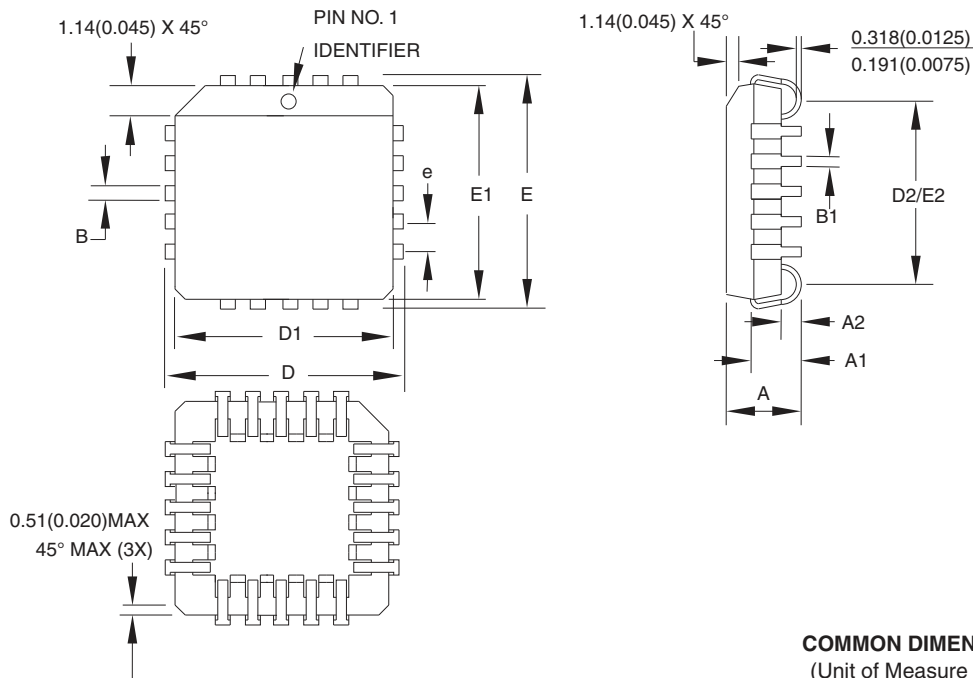 1.14(0.045) X 45°
PIN NO. 1
IDENTIFIER
1.14(0.045) X 45°
0.318(0.0125)
0.191(0.0075)
e
E1
E
D2/E2
B1
B
A2
A1
D1
D
A
0.51(0.020)MAX
45° MAX (3X)
COMMON DIMEN
(Unit of Measure